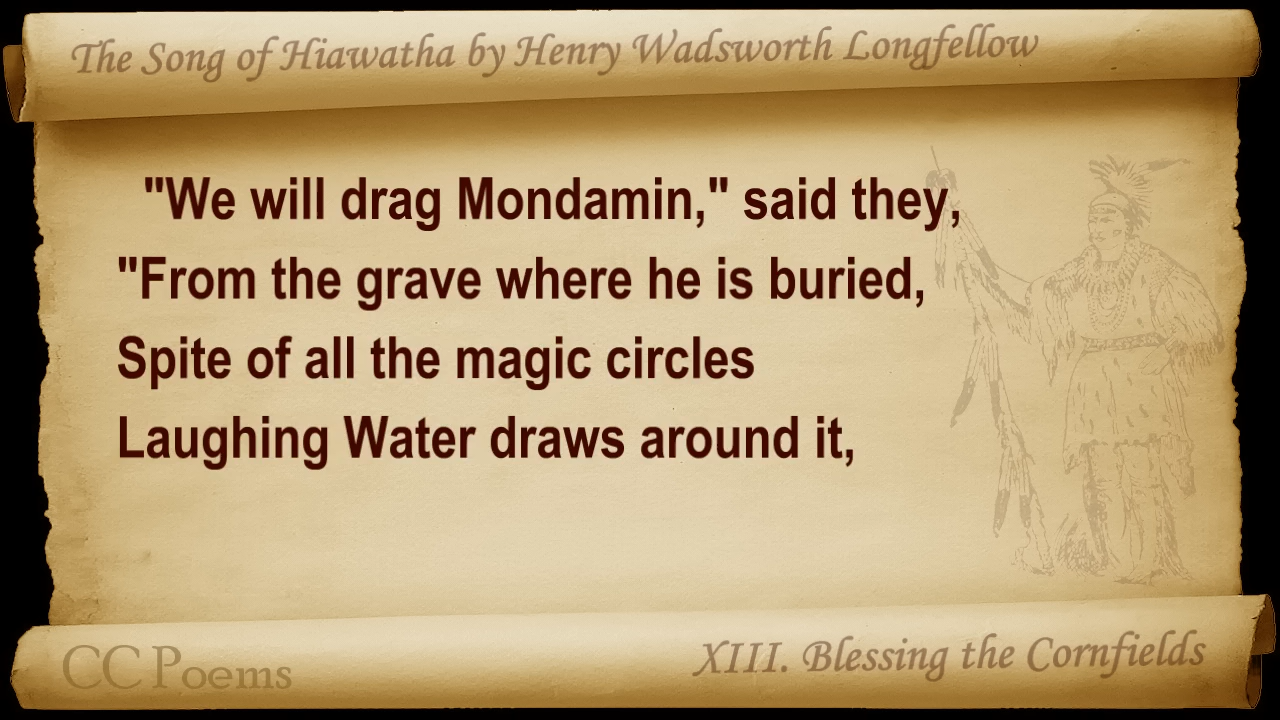 The Song of Hiawatha by Henry Wadsworth Longfellow
"We will drag Mondamin," said they,
"From the grave where he is buried,
Spite of all the magic circles
Laughing Water draws around it,
CC Poems
XIII. Blessing the Cornfields